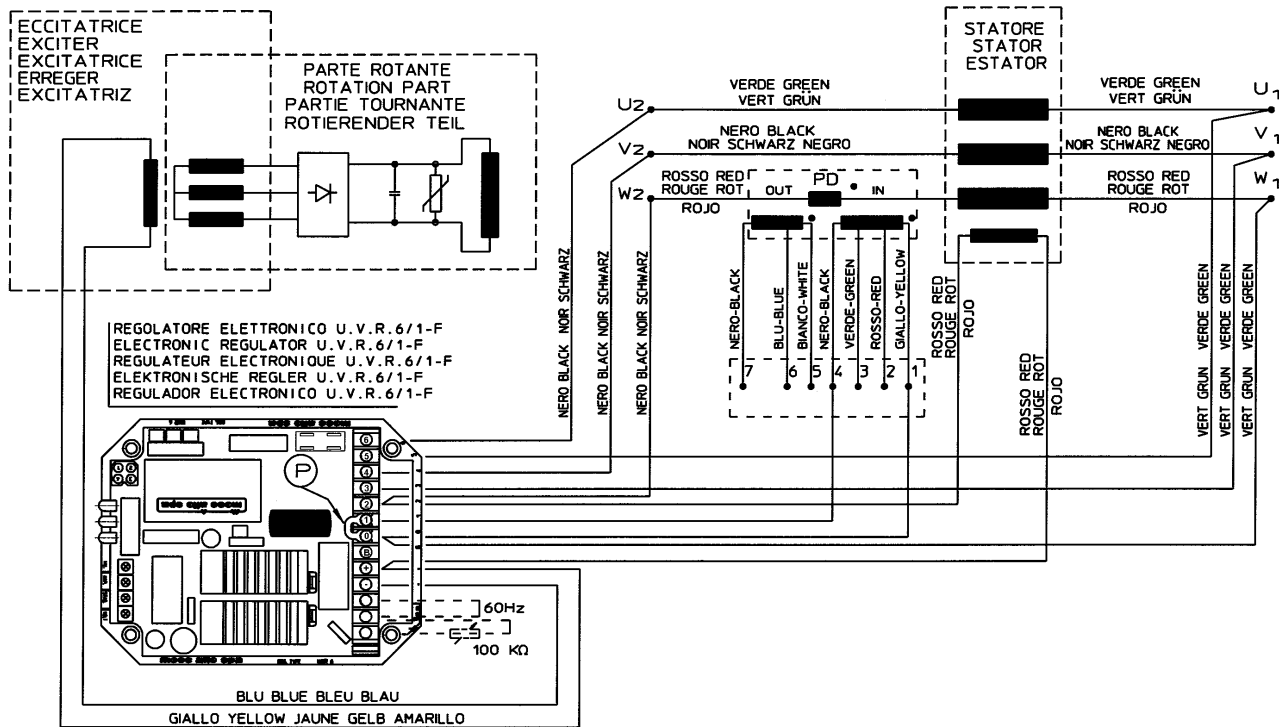 ECCITATRICE
EXCITER
EXCITATRICE
ERREGER
EXCITATRIZ
PARTE ROTANTE
ROTATION PART
PARTIE TOURNANTE
ROTIERENDER TEIL
STATORE
STATOR
ESTATOR
U2
VERDE GREEN
VERT GRÜN
VERDE GREEN
VERT GRÜN
U1
V2
NERO BLACK
NOIR SCHWARZ NEGRO
NERO BLACK
NOIR SCHWARZ NEGRO
V1
W2
ROSSO RED
ROUGE ROT
ROJO
OUT
PD
IN
ROSSO RED
ROUGE ROT
ROJO
W1
NERO BLACK NOIR SCHWARZ
NERO BLACK NOIR SCHWARZ
NERO BLACK NOIR SCHWARZ
NERO-BLACK
BLU-BLUE
BIANCO-WHITE
NERO-BLACK
VERDE-GREEN
ROSSO-RED
GIALLO-YELLOW
7 6 5 4 3 2 1
ROSSO RED
ROUGE ROT
ROJO
ROSSO RED
ROUGE ROT
ROJO
VERT GRUN VERDE GREEN
VERT GRUN VERDE GREEN
VERT GRUN VERDE GREEN
REGOLATORE ELETTRONICO U.V.R.6/1-F
ELECTRONIC REGULATOR U.V.R.6/1-F
REGULATEUR ELECTRONIQUE U.V.R.6/1-F
ELEKTRONISCHE REGLER U.V.R.6/1-F
REGULADOR ELECTRONICO U.V.R.6/1-F
P
6
5
4
3
2
1
0
B
+
-
60Hz
100 KΩ
BLU BLUE BLEU BLAU
GIALLO YELLOW JAUNE GELB AMARILLO